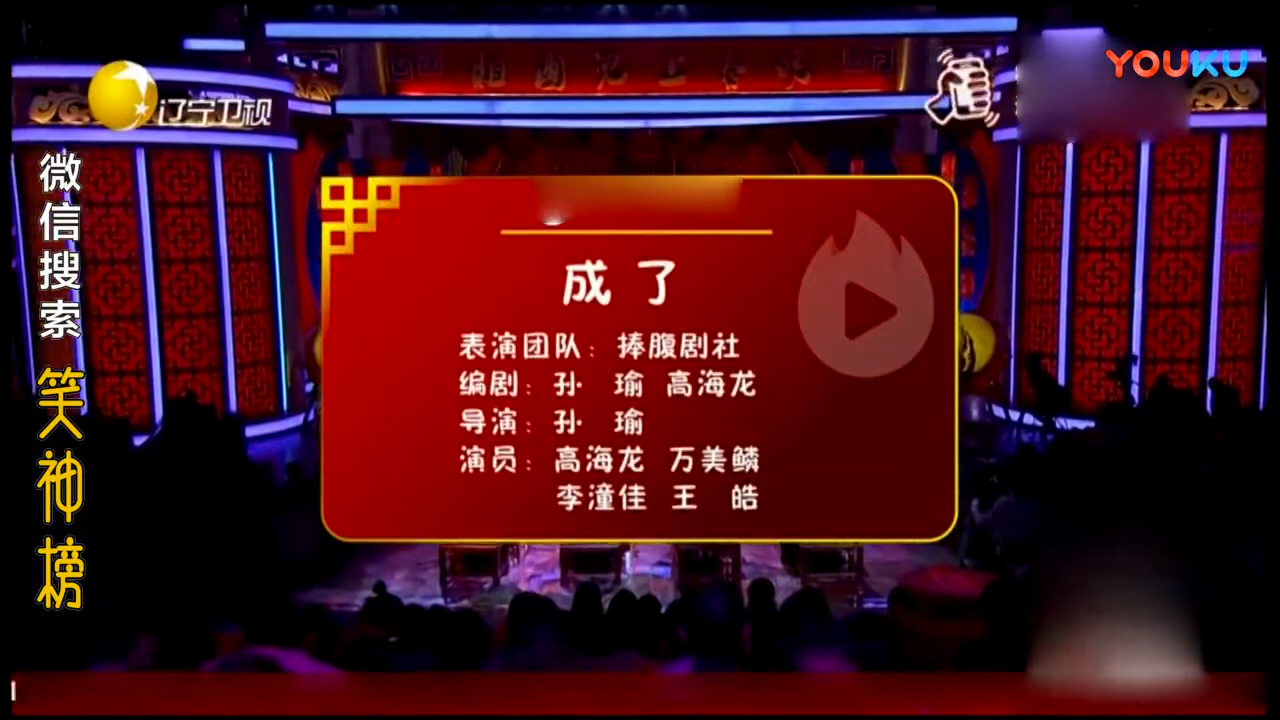 YOUKU
辽宁卫视
微信搜索
笑神榜
成了
表演团队：捧腹剧社
编剧：孙 瑜 高海龙
导演：孙 瑜
演员：高海龙 万美鳞
李潼佳 王 皓